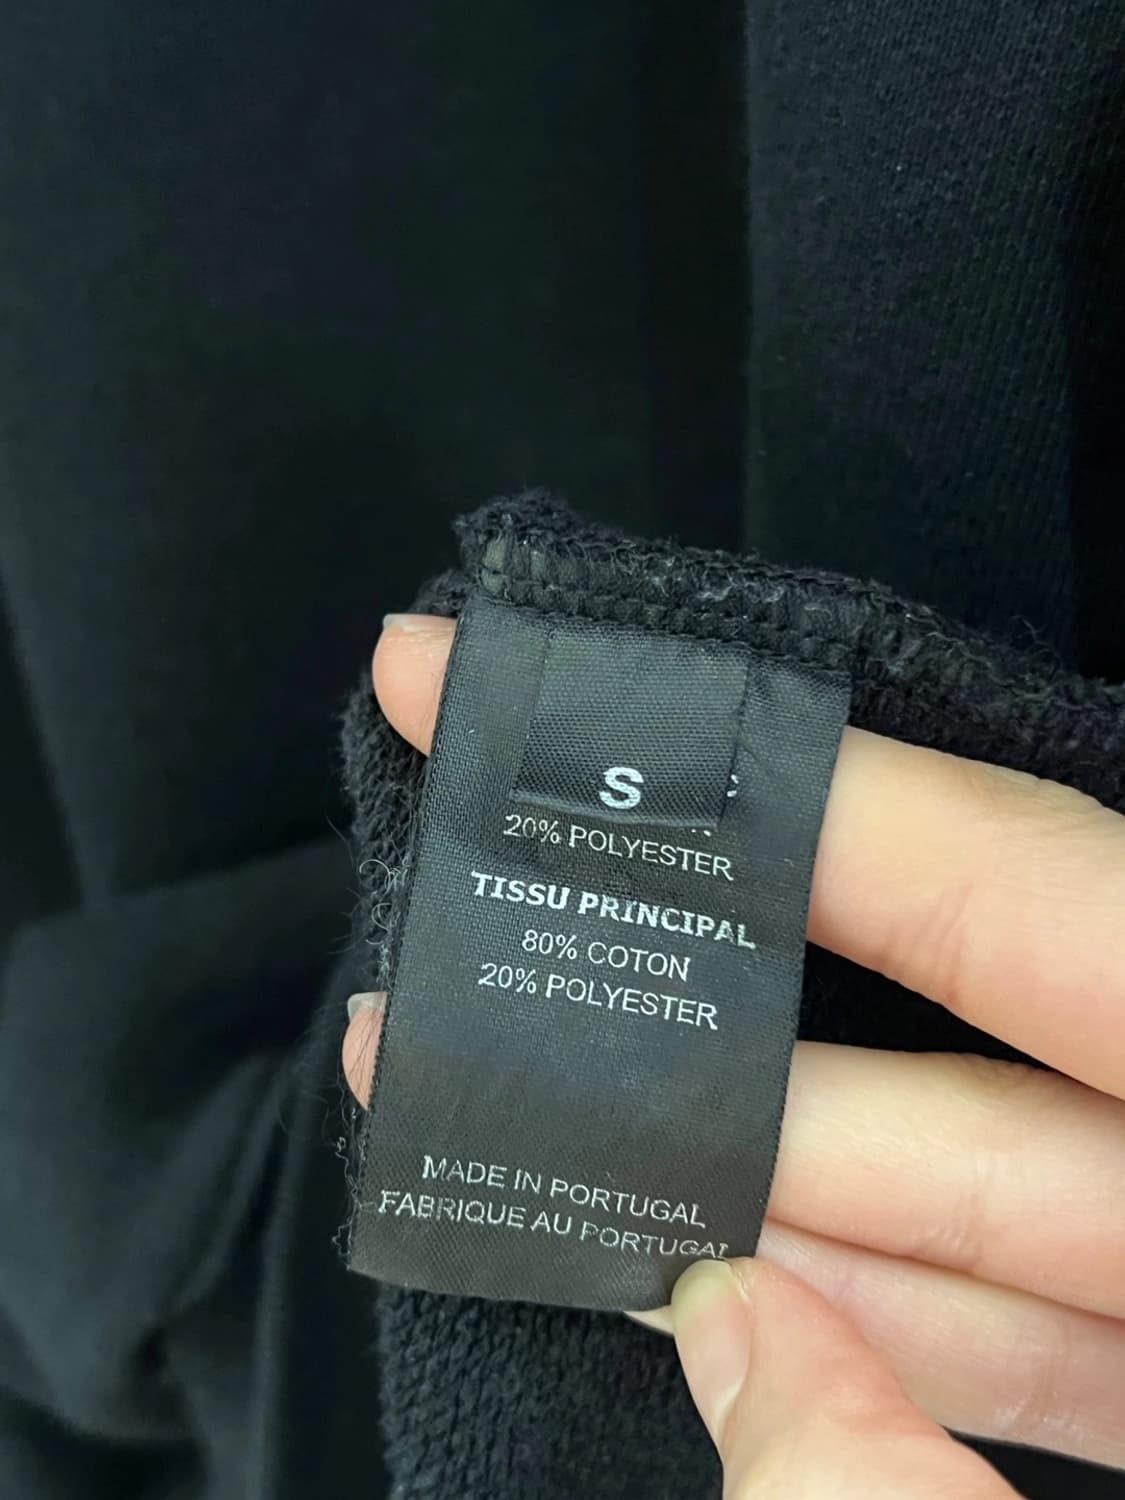 S
20% POLYESTER
TISSU PRINCIPAL
80% COTON
20% POLYESTER
MADE IN PORTUGAL
FABRIQUE AU PORTUGAL